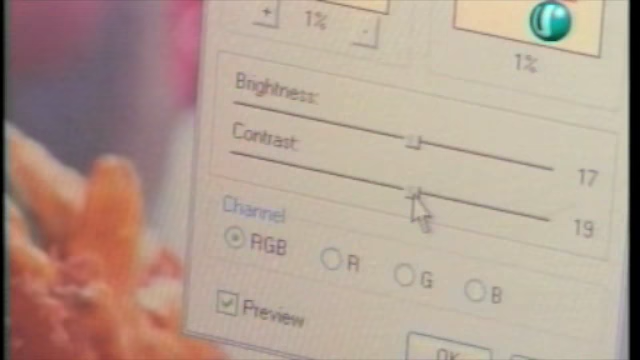 + 1% -
1%
Brightness: 17
Contrast: 19
Channel
RGB R G B
Preview
OK